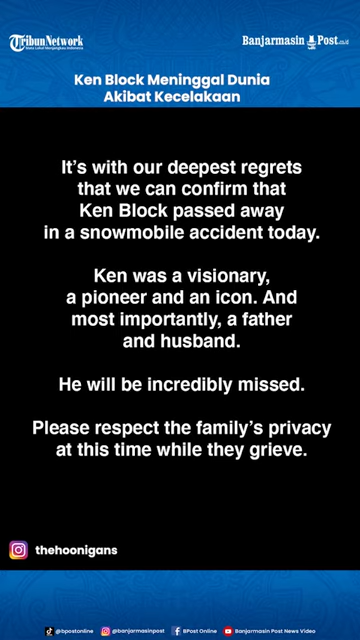 TribunNetwork
Banjarmasin Post.co.id
Ken Block Meninggal Dunia
Akibat Kecelakaan
It's with our deepest regrets
that we can confirm that
Ken Block passed away
in a snowmobile accident today.
Ken was a visionary,
a pioneer and an icon. And
most importantly, a father
and husband.
He will be incredibly missed.
Please respect the family's privacy
at this time while they grieve.
thehoonigans
@bpostonline @banjarmasinpost BPost Online Banjarmasin Post News Video